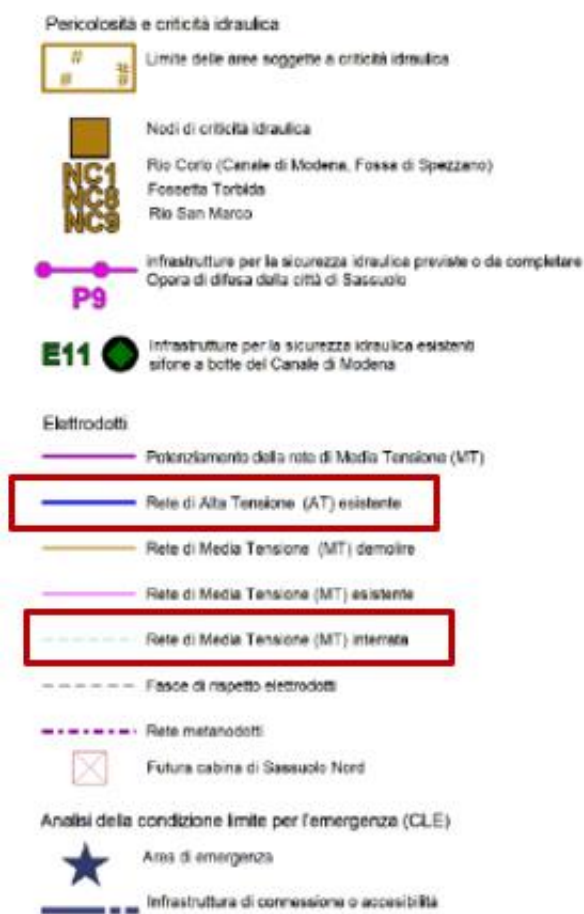 Pericolosità e criticità idraulica
# # # #
Limite delle aree soggette a criticità idraulica
Nodi di criticità idraulica
NC1 Rio Corlo (Canale di Modena, Fossa di Spezzano)
NC8 Fossetta Torbida
NC9 Rio San Marco
infrastrutture per la sicurezza idraulica previste o da completare
P9 Opera di difesa della città di Sassuolo
E11 Infrastrutture per la sicurezza idraulica esistenti
sifone a botte del Canale di Modena
Elettrodotti
Potenziamento della rete di Media Tensione (MT)
Rete di Alta Tensione (AT) esistente
Rete di Media Tensione (MT) demolire
Rete di Media Tensione (MT) esistente
Rete di Media Tensione (MT) interrata
Fasce di rispetto elettrodotti
Rete metanodotti
Futura cabina di Sassuolo Nord
Analisi della condizione limite per l'emergenza (CLE)
Area di emergenza
Infrastruttura di connessione o accesibilità